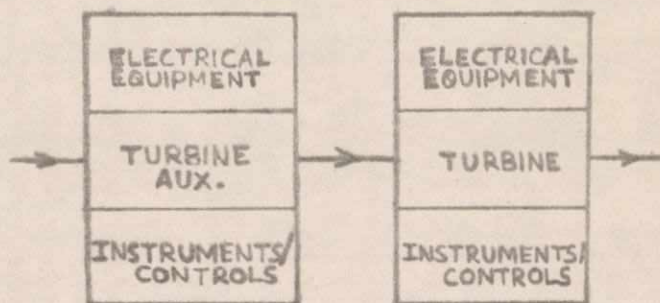 ELECTRICAL
EQUIPMENT
TURBINE
AUX.
INSTRUMENTS/
CONTROLS
ELECTRICAL
EQUIPMENT
TURBINE
INSTRUMENTS/
CONTROLS